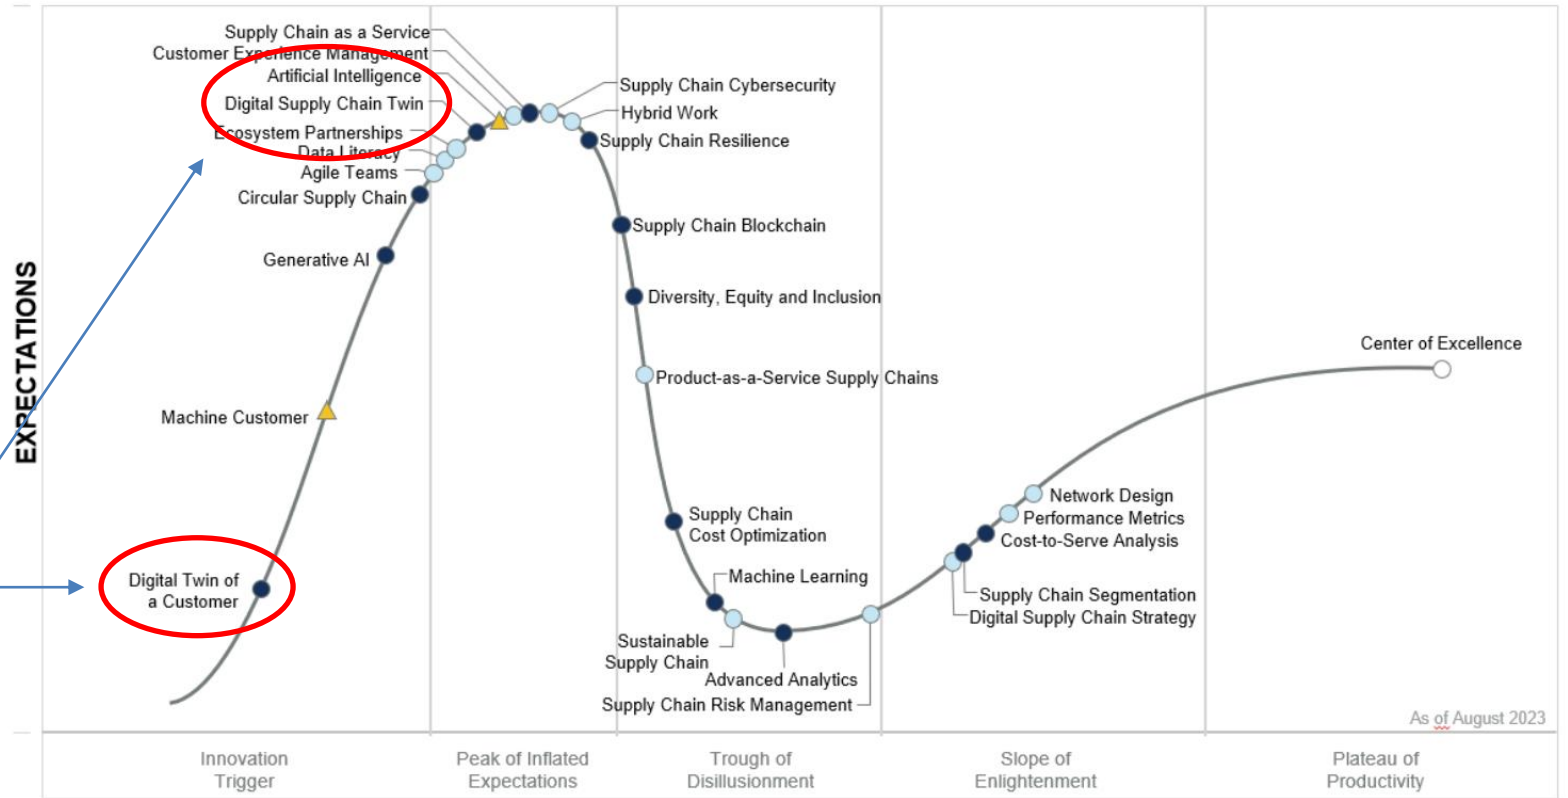 Supply Chain as a Service
Customer Experience Management
Artificial Intelligence
Digital Supply Chain Twin
Ecosystem Partnerships
Data Literacy
Agile Teams
Circular Supply Chain
Generative AI
Machine Customer
Digital Twin of
a Customer
Supply Chain Cybersecurity
Hybrid Work
Supply Chain Resilience
Supply Chain Blockchain
Diversity, Equity and Inclusion
Product-as-a-Service Supply Chains
Supply Chain
Cost Optimization
Machine Learning
Sustainable
Supply Chain
Advanced Analytics
Supply Chain Risk Management
Network Design
Performance Metrics
Cost-to-Serve Analysis
Supply Chain Segmentation
Digital Supply Chain Strategy
Center of Excellence
EXPECTATIONS
As of August 2023
Innovation
Trigger
Peak of Inflated
Expectations
Trough of
Disillusionment
Slope of
Enlightenment
Plateau of
Productivity